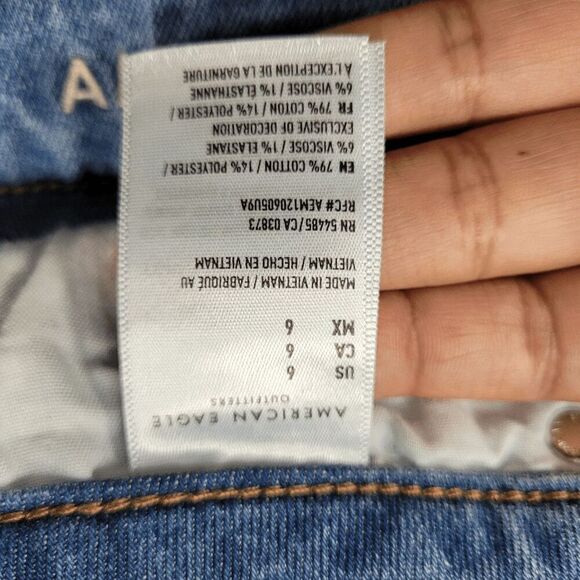 AMERICAN EAGLE
OUTFITTERS
US 6
CA 6
MX 6
MADE IN VIETNAM / FABRIQUÉ AU
VIETNAM / HECHO EN VIETNAM
RN 54485/CA 03873
RFC# AEM120605U9A
EN 79% COTTON / 14% POLYESTER /
6% VISCOSE / 1% ELASTANE
EXCLUSIVE OF DECORATION
FR 79% COTON / 14% POLYESTER /
6% VISCOSE / 1% ÉLASTHANNE
À L'EXCEPTION DE LA GARNITURE